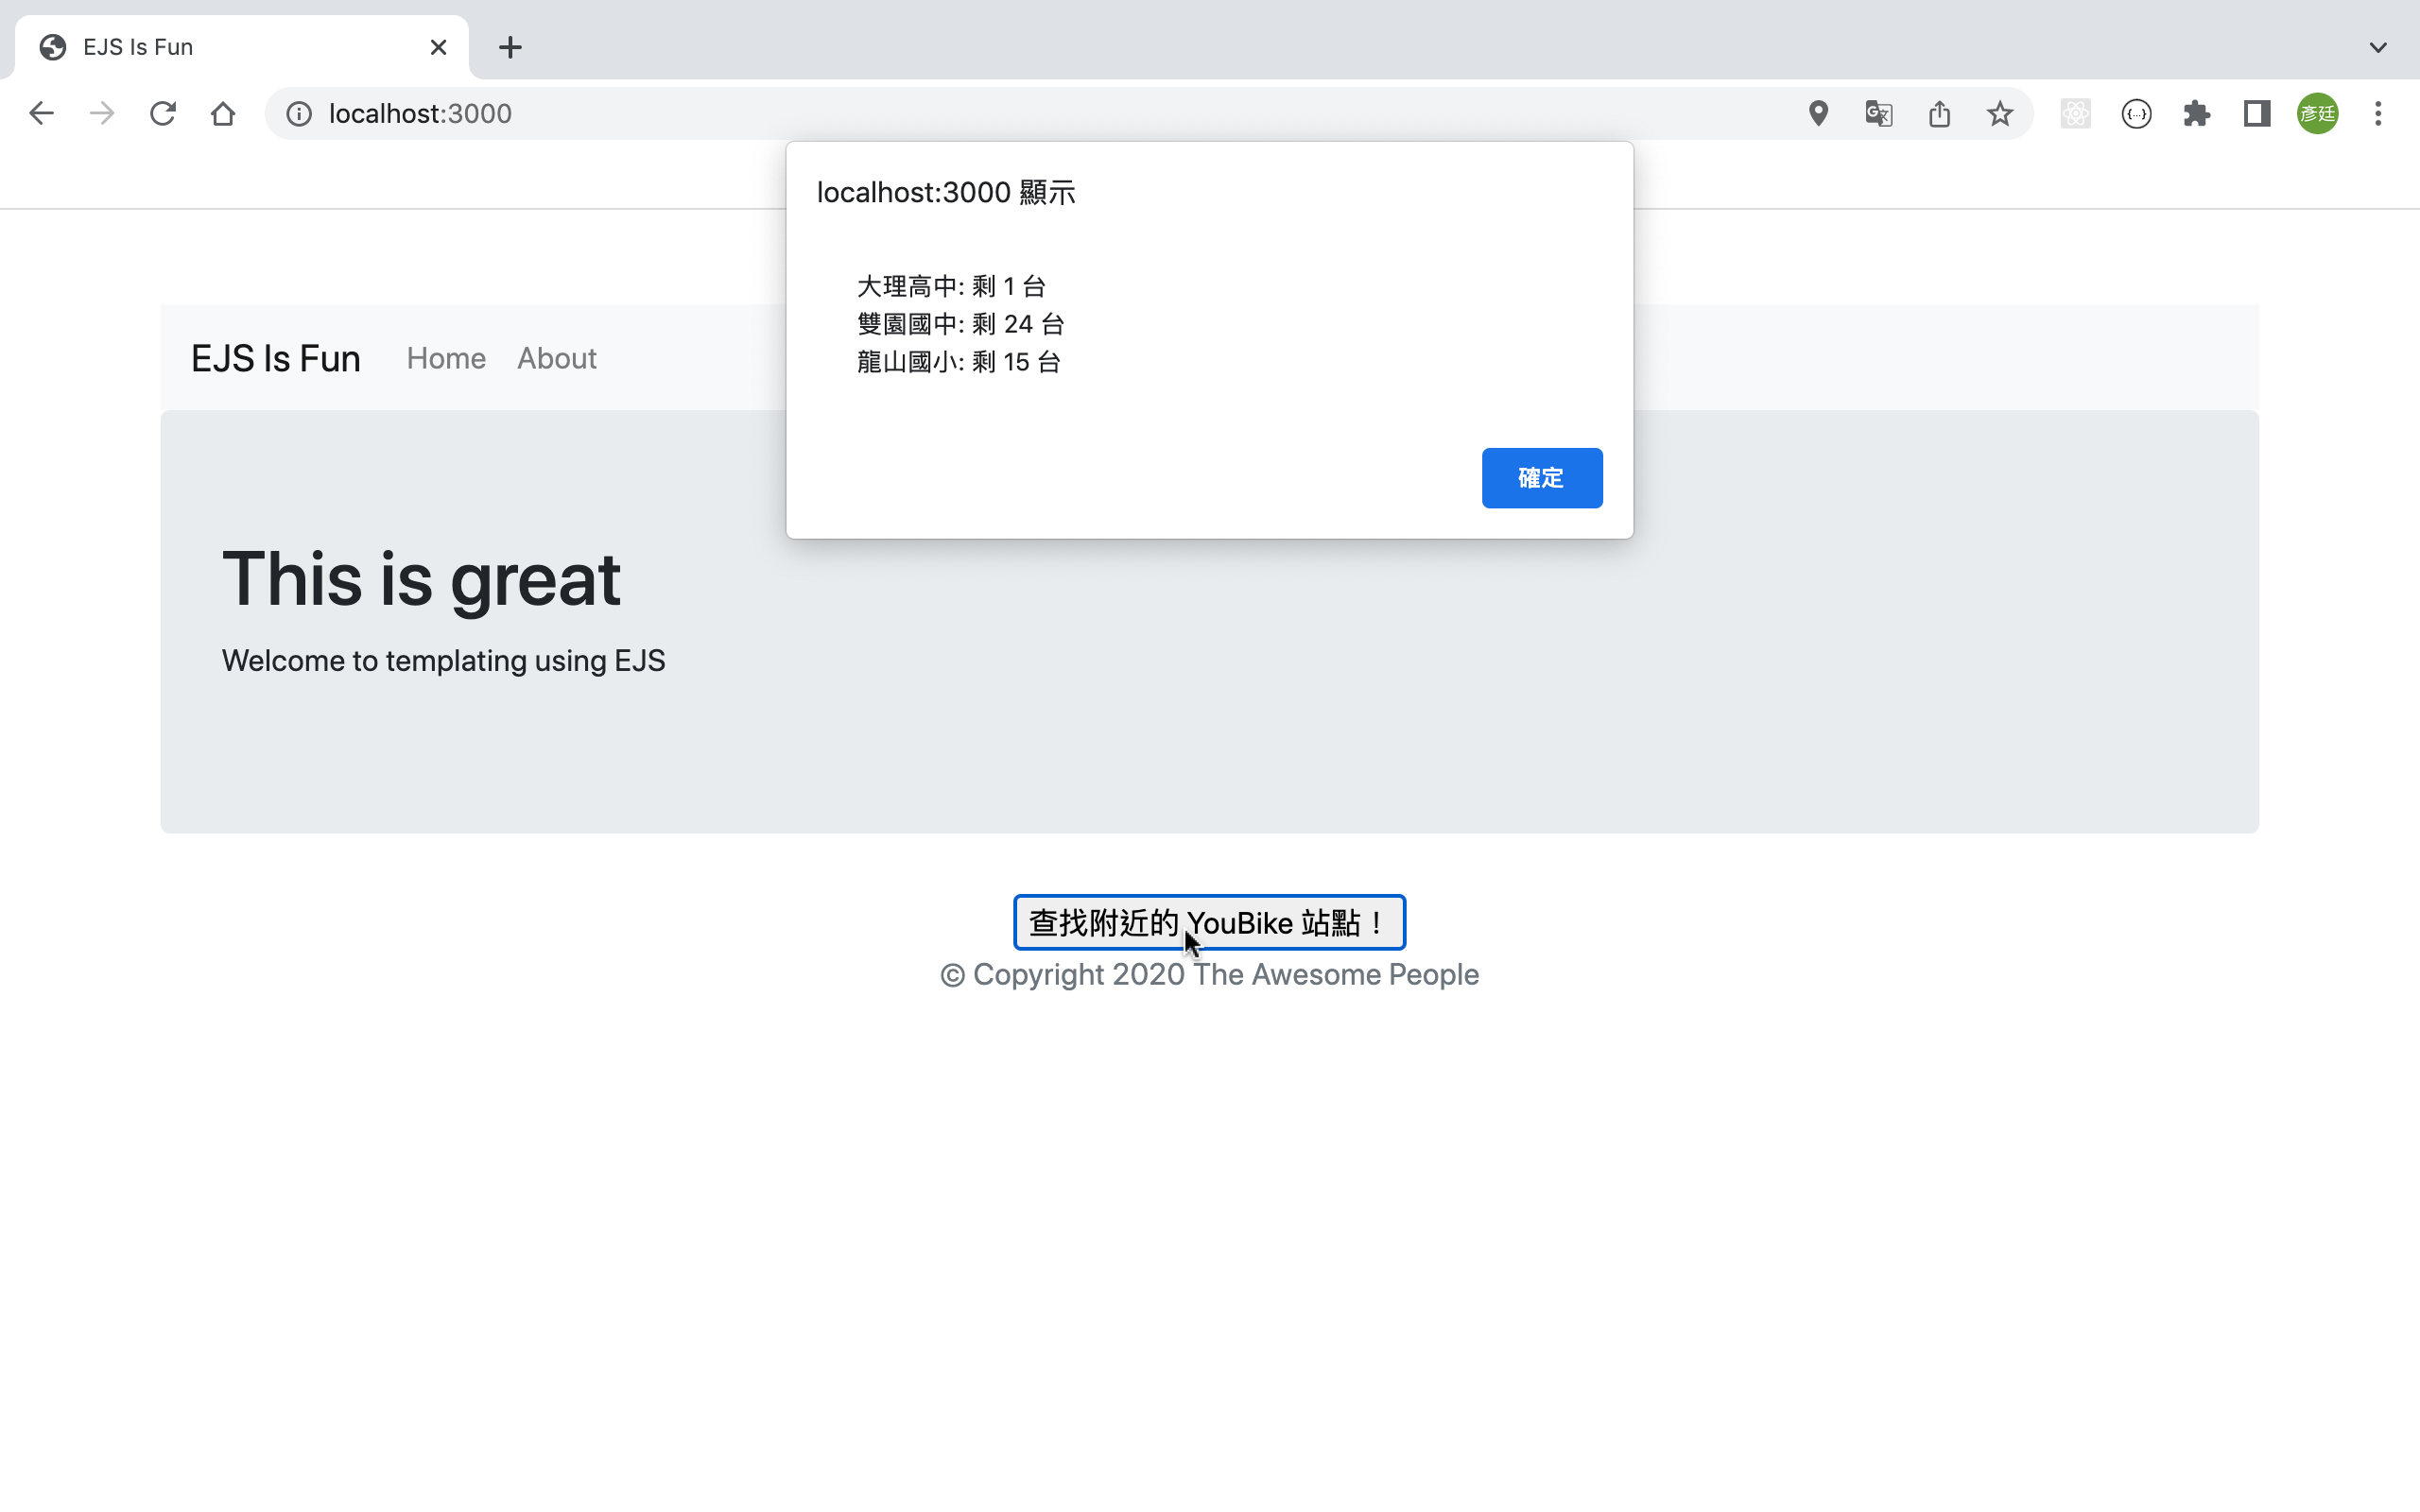 EJS Is Fun
localhost:3000
彥廷
localhost:3000 顯示
大理高中: 剩 1 台
雙園國中: 剩 24 台
龍山國小: 剩 15 台
確定
EJS Is Fun Home About
This is great
Welcome to templating using EJS
查找附近的 YouBike 站點！
© Copyright 2020 The Awesome People